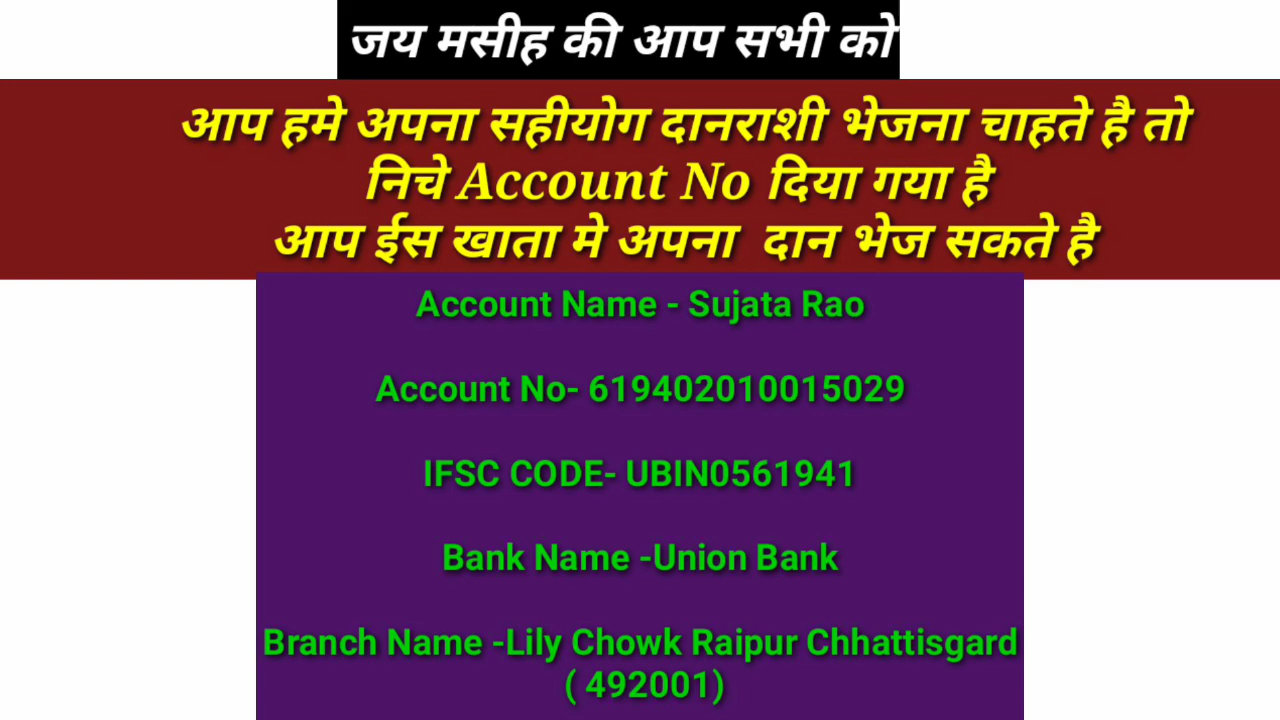 जय मसीह की आप सभी को
आप हमे अपना सहीयोग दानराशी भेजना चाहते है तो
निचे Account No दिया गया है
आप ईस खाता मे अपना दान भेज सकते है
Account Name - Sujata Rao
Account No- 619402010015029
IFSC CODE- UBIN0561941
Bank Name -Union Bank
Branch Name -Lily Chowk Raipur Chhattisgard
( 492001)